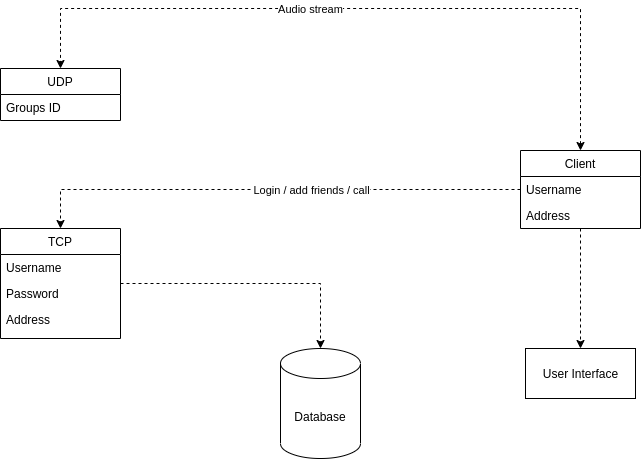 Audio stream
UDP
Groups ID
Client
Username
Address
Login / add friends / call
TCP
Username
Password
Address
Database
User Interface